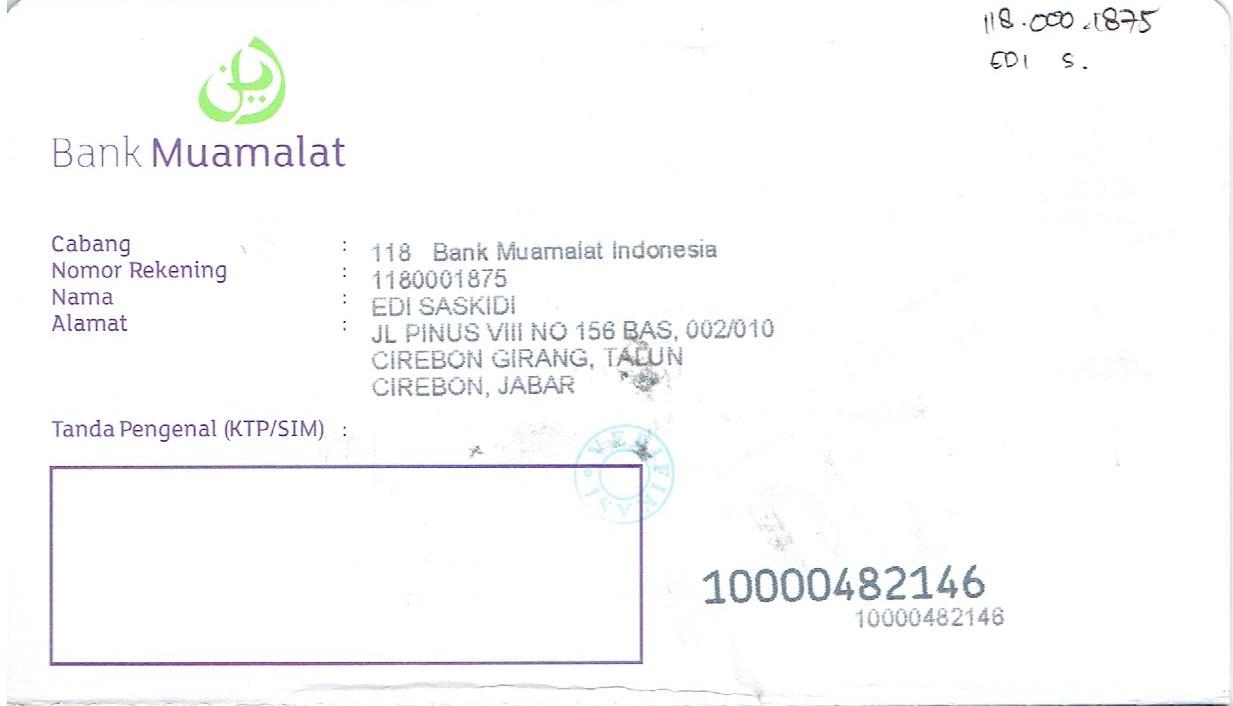 118.000.1875
EDI S.
Bank Muamalat
Cabang : 118 Bank Muamalat Indonesia
Nomor Rekening : 1180001875
Nama : EDI SASKIDI
Alamat : JL PINUS VIII NO 156 BAS, 002/010
CIREBON GIRANG, TALUN
CIREBON, JABAR
Tanda Pengenal (KTP/SIM) :
VERIFIKASI
10000482146
10000482146